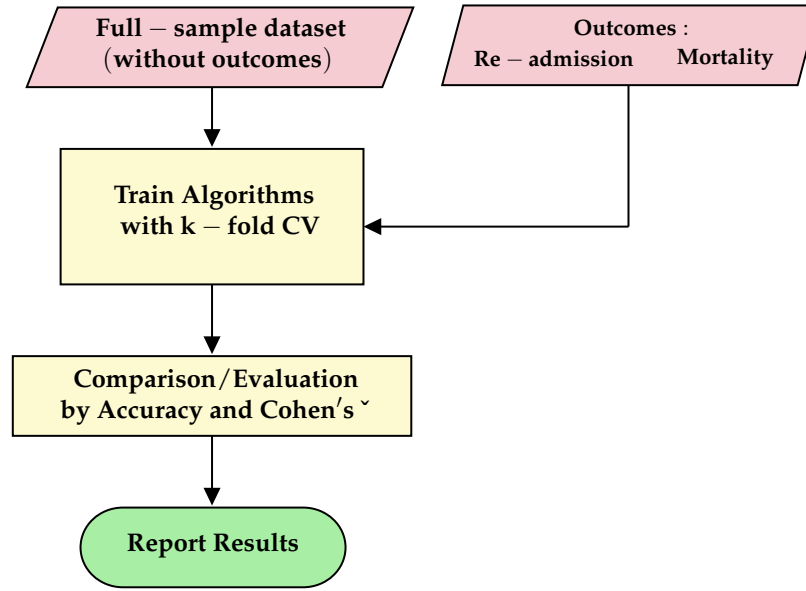 Full − sample dataset
(without outcomes)
Outcomes :
Re − admission Mortality
Train Algorithms
with k − fold CV
Comparison/Evaluation
by Accuracy and Cohen′s ˇ
Report Results